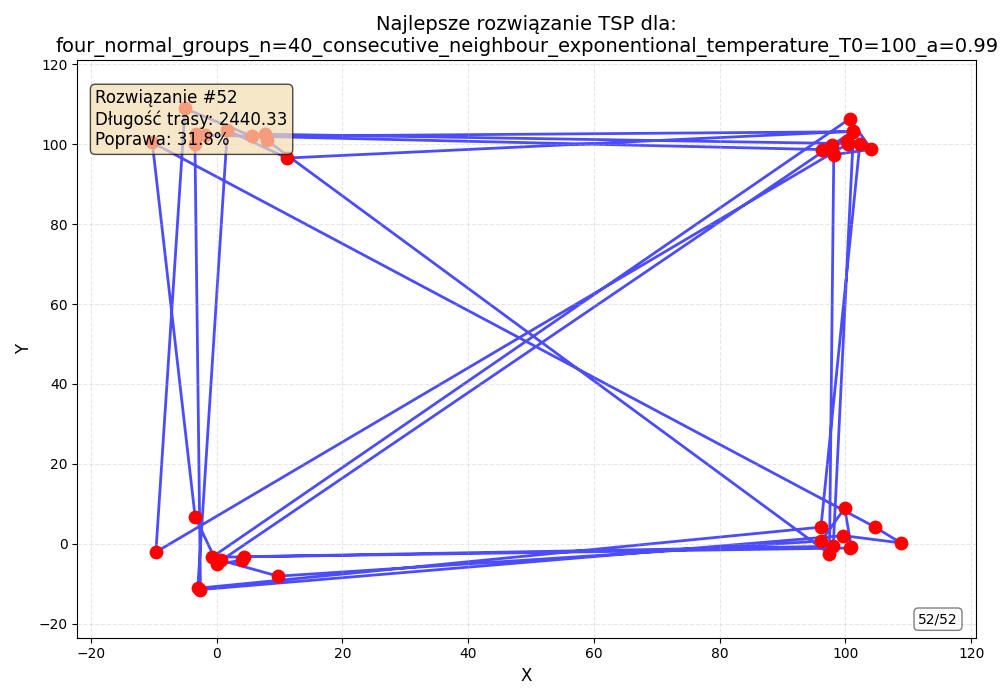 Najlepsze rozwiązanie TSP dla:
four_normal_groups_n=40_consecutive_neighbour_exponential_temperature_T0=100_a=0.99
Rozwiązanie #52
Długość trasy: 2440.33
Poprawa: 31.8%
120
100
80
60
40
20
0
−20
Y
52/52
−20
0
20
40
60
80
100
120
X